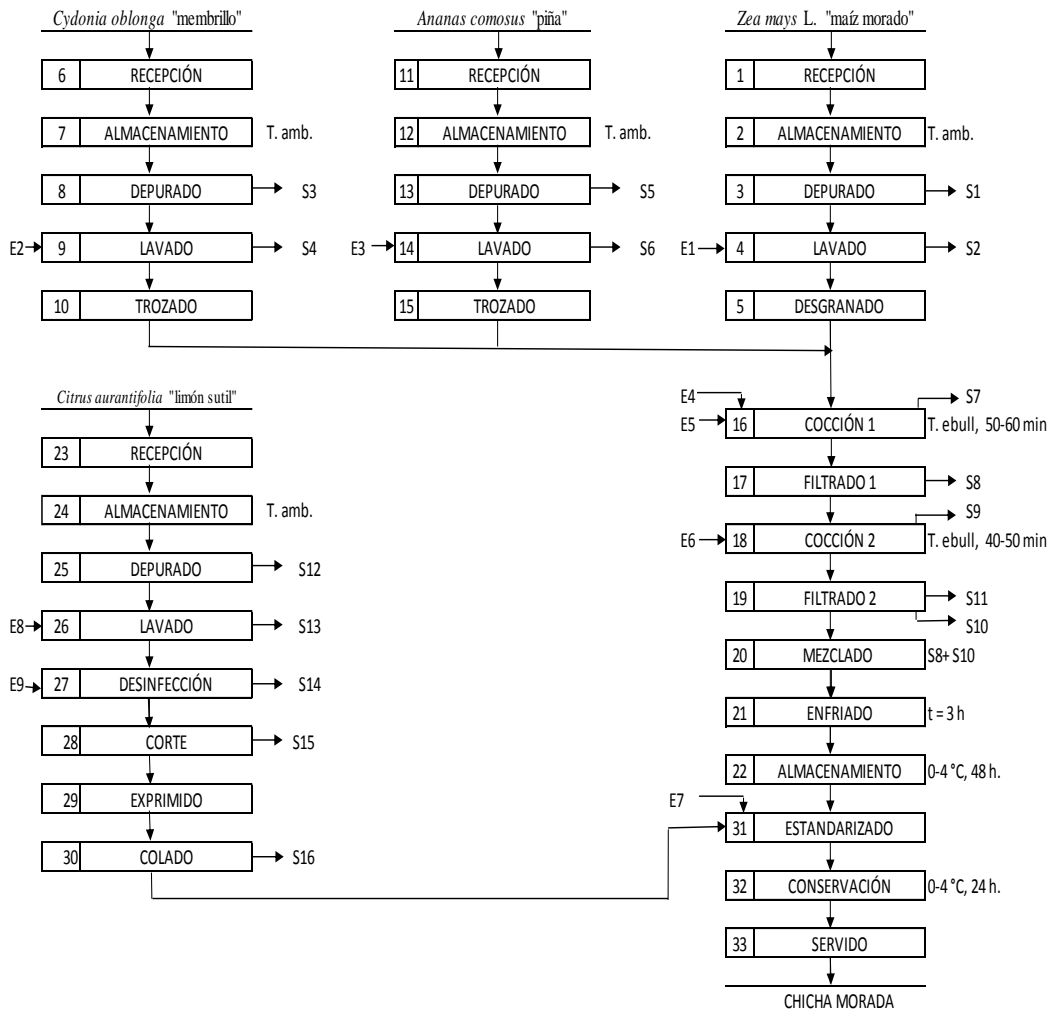 Cydonia oblonga "membrillo"
6 RECEPCIÓN
7 ALMACENAMIENTO T. amb.
8 DEPURADO S3
E2 9 LAVADO S4
10 TROZADO
Ananas comosus "piña"
11 RECEPCIÓN
12 ALMACENAMIENTO T. amb.
13 DEPURADO S5
E3 14 LAVADO S6
15 TROZADO
Zea mays L. "maíz morado"
1 RECEPCIÓN
2 ALMACENAMIENTO T. amb.
3 DEPURADO S1
E1 4 LAVADO S2
5 DESGRANADO
Citrus aurantifolia "limón sutil"
23 RECEPCIÓN
24 ALMACENAMIENTO T. amb.
25 DEPURADO S12
E8 26 LAVADO S13
E9 27 DESINFECCIÓN S14
28 CORTE S15
29 EXPRIMIDO
30 COLADO S16
E4 S7
E5 16 COCCIÓN 1 T. ebull, 50-60 min
17 FILTRADO 1 S8
S9
E6 18 COCCIÓN 2 T. ebull, 40-50 min
19 FILTRADO 2 S11
S10
20 MEZCLADO S8+ S10
21 ENFRIADO t = 3 h
22 ALMACENAMIENTO 0-4 °C, 48 h.
E7
31 ESTANDARIZADO
32 CONSERVACIÓN 0-4 °C, 24 h.
33 SERVIDO
CHICHA MORADA